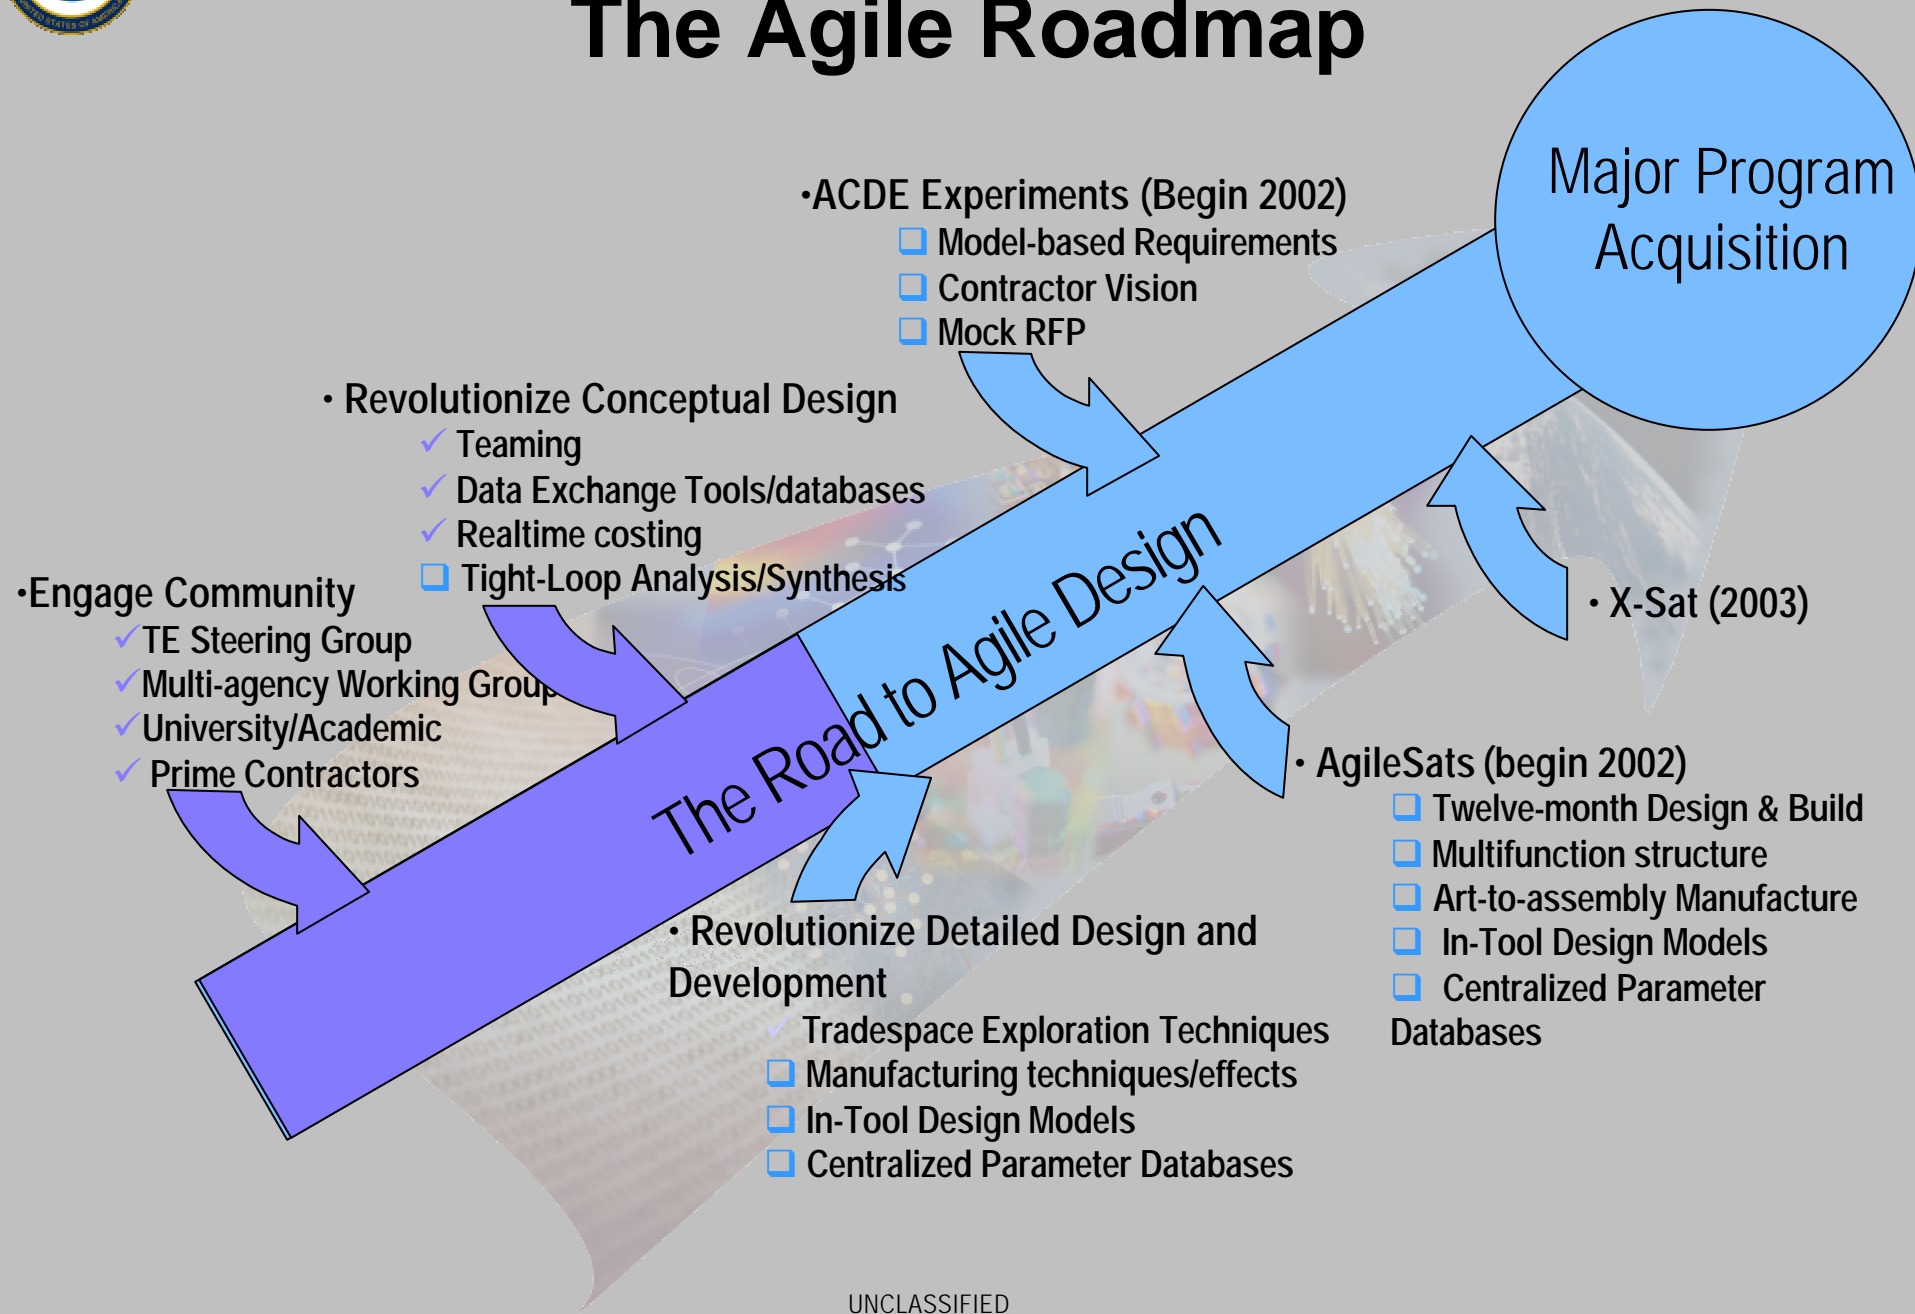 UNITED STATES OF AMERICA
The Agile Roadmap
Major Program
Acquisition
•ACDE Experiments (Begin 2002)
❑ Model-based Requirements
❑ Contractor Vision
❑ Mock RFP
• Revolutionize Conceptual Design
✓ Teaming
✓ Data Exchange Tools/databases
✓ Realtime costing
❑ Tight-Loop Analysis/Synthesis
•Engage Community
✓TE Steering Group
✓Multi-agency Working Group
✓University/Academic
✓ Prime Contractors
The Road to Agile Design
• X-Sat (2003)
• AgileSats (begin 2002)
❑ Twelve-month Design & Build
❑ Multifunction structure
❑ Art-to-assembly Manufacture
❑ In-Tool Design Models
❑ Centralized Parameter
Databases
• Revolutionize Detailed Design and
Development
✓ Tradespace Exploration Techniques
❑ Manufacturing techniques/effects
❑ In-Tool Design Models
❑ Centralized Parameter Databases
UNCLASSIFIED